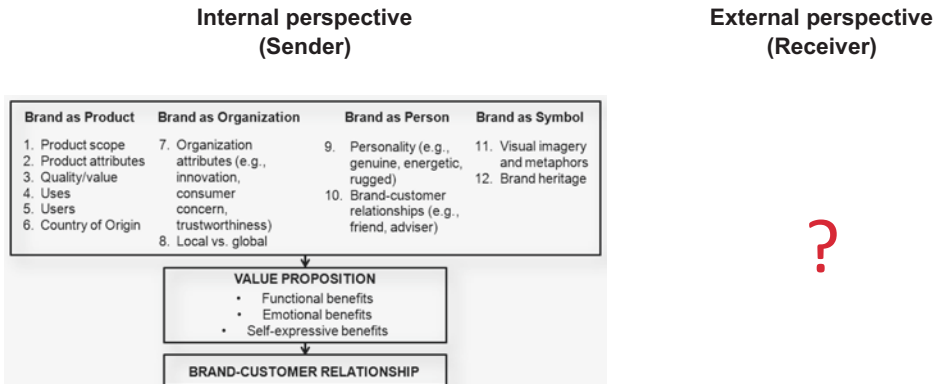 Internal perspective
(Sender)
External perspective
(Receiver)
Brand as Product
1. Product scope
2. Product attributes
3. Quality/value
4. Uses
5. Users
6. Country of Origin
Brand as Organization
7. Organization
attributes (e.g.,
innovation,
consumer
concern,
trustworthiness)
8. Local vs. global
Brand as Person
9. Personality (e.g.,
genuine, energetic,
rugged)
10. Brand-customer
relationships (e.g.,
friend, adviser)
Brand as Symbol
11. Visual imagery
and metaphors
12. Brand heritage
VALUE PROPOSITION
• Functional benefits
• Emotional benefits
• Self-expressive benefits
BRAND-CUSTOMER RELATIONSHIP
?